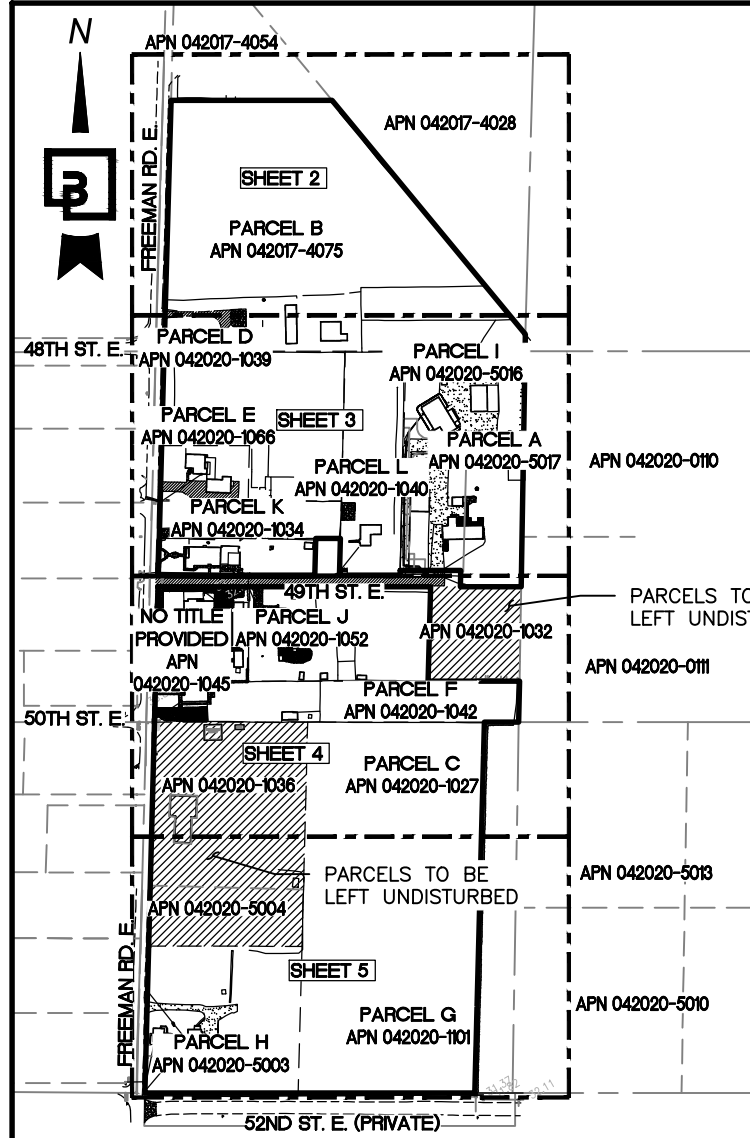 N
APN 042017-4054
APN 042017-4028
FREEMAN RD. E.
B
SHEET 2
PARCEL B
APN 042017-4075
48TH ST. E.
PARCEL D
APN 042020-1039
PARCEL I
APN 042020-5016
PARCEL E
APN 042020-1066
SHEET 3
PARCEL A
APN 042020-5017
APN 042020-0110
PARCEL L
APN 042020-1040
PARCEL K
APN 042020-1034
49TH ST. E.
PARCELS TO
LEFT UNDIST
NO TITLE
PROVIDED
APN
042020-1045
PARCEL J
APN 042020-1052
APN 042020-1032
APN 042020-0111
PARCEL F
APN 042020-1042
50TH ST. E.
SHEET 4
APN 042020-1036
PARCEL C
APN 042020-1027
PARCELS TO BE
LEFT UNDISTURBED
APN 042020-5013
APN 042020-5004
FREEMAN RD. E.
SHEET 5
PARCEL G
APN 042020-1101
APN 042020-5010
PARCEL H
APN 042020-5003
52ND ST. E. (PRIVATE)